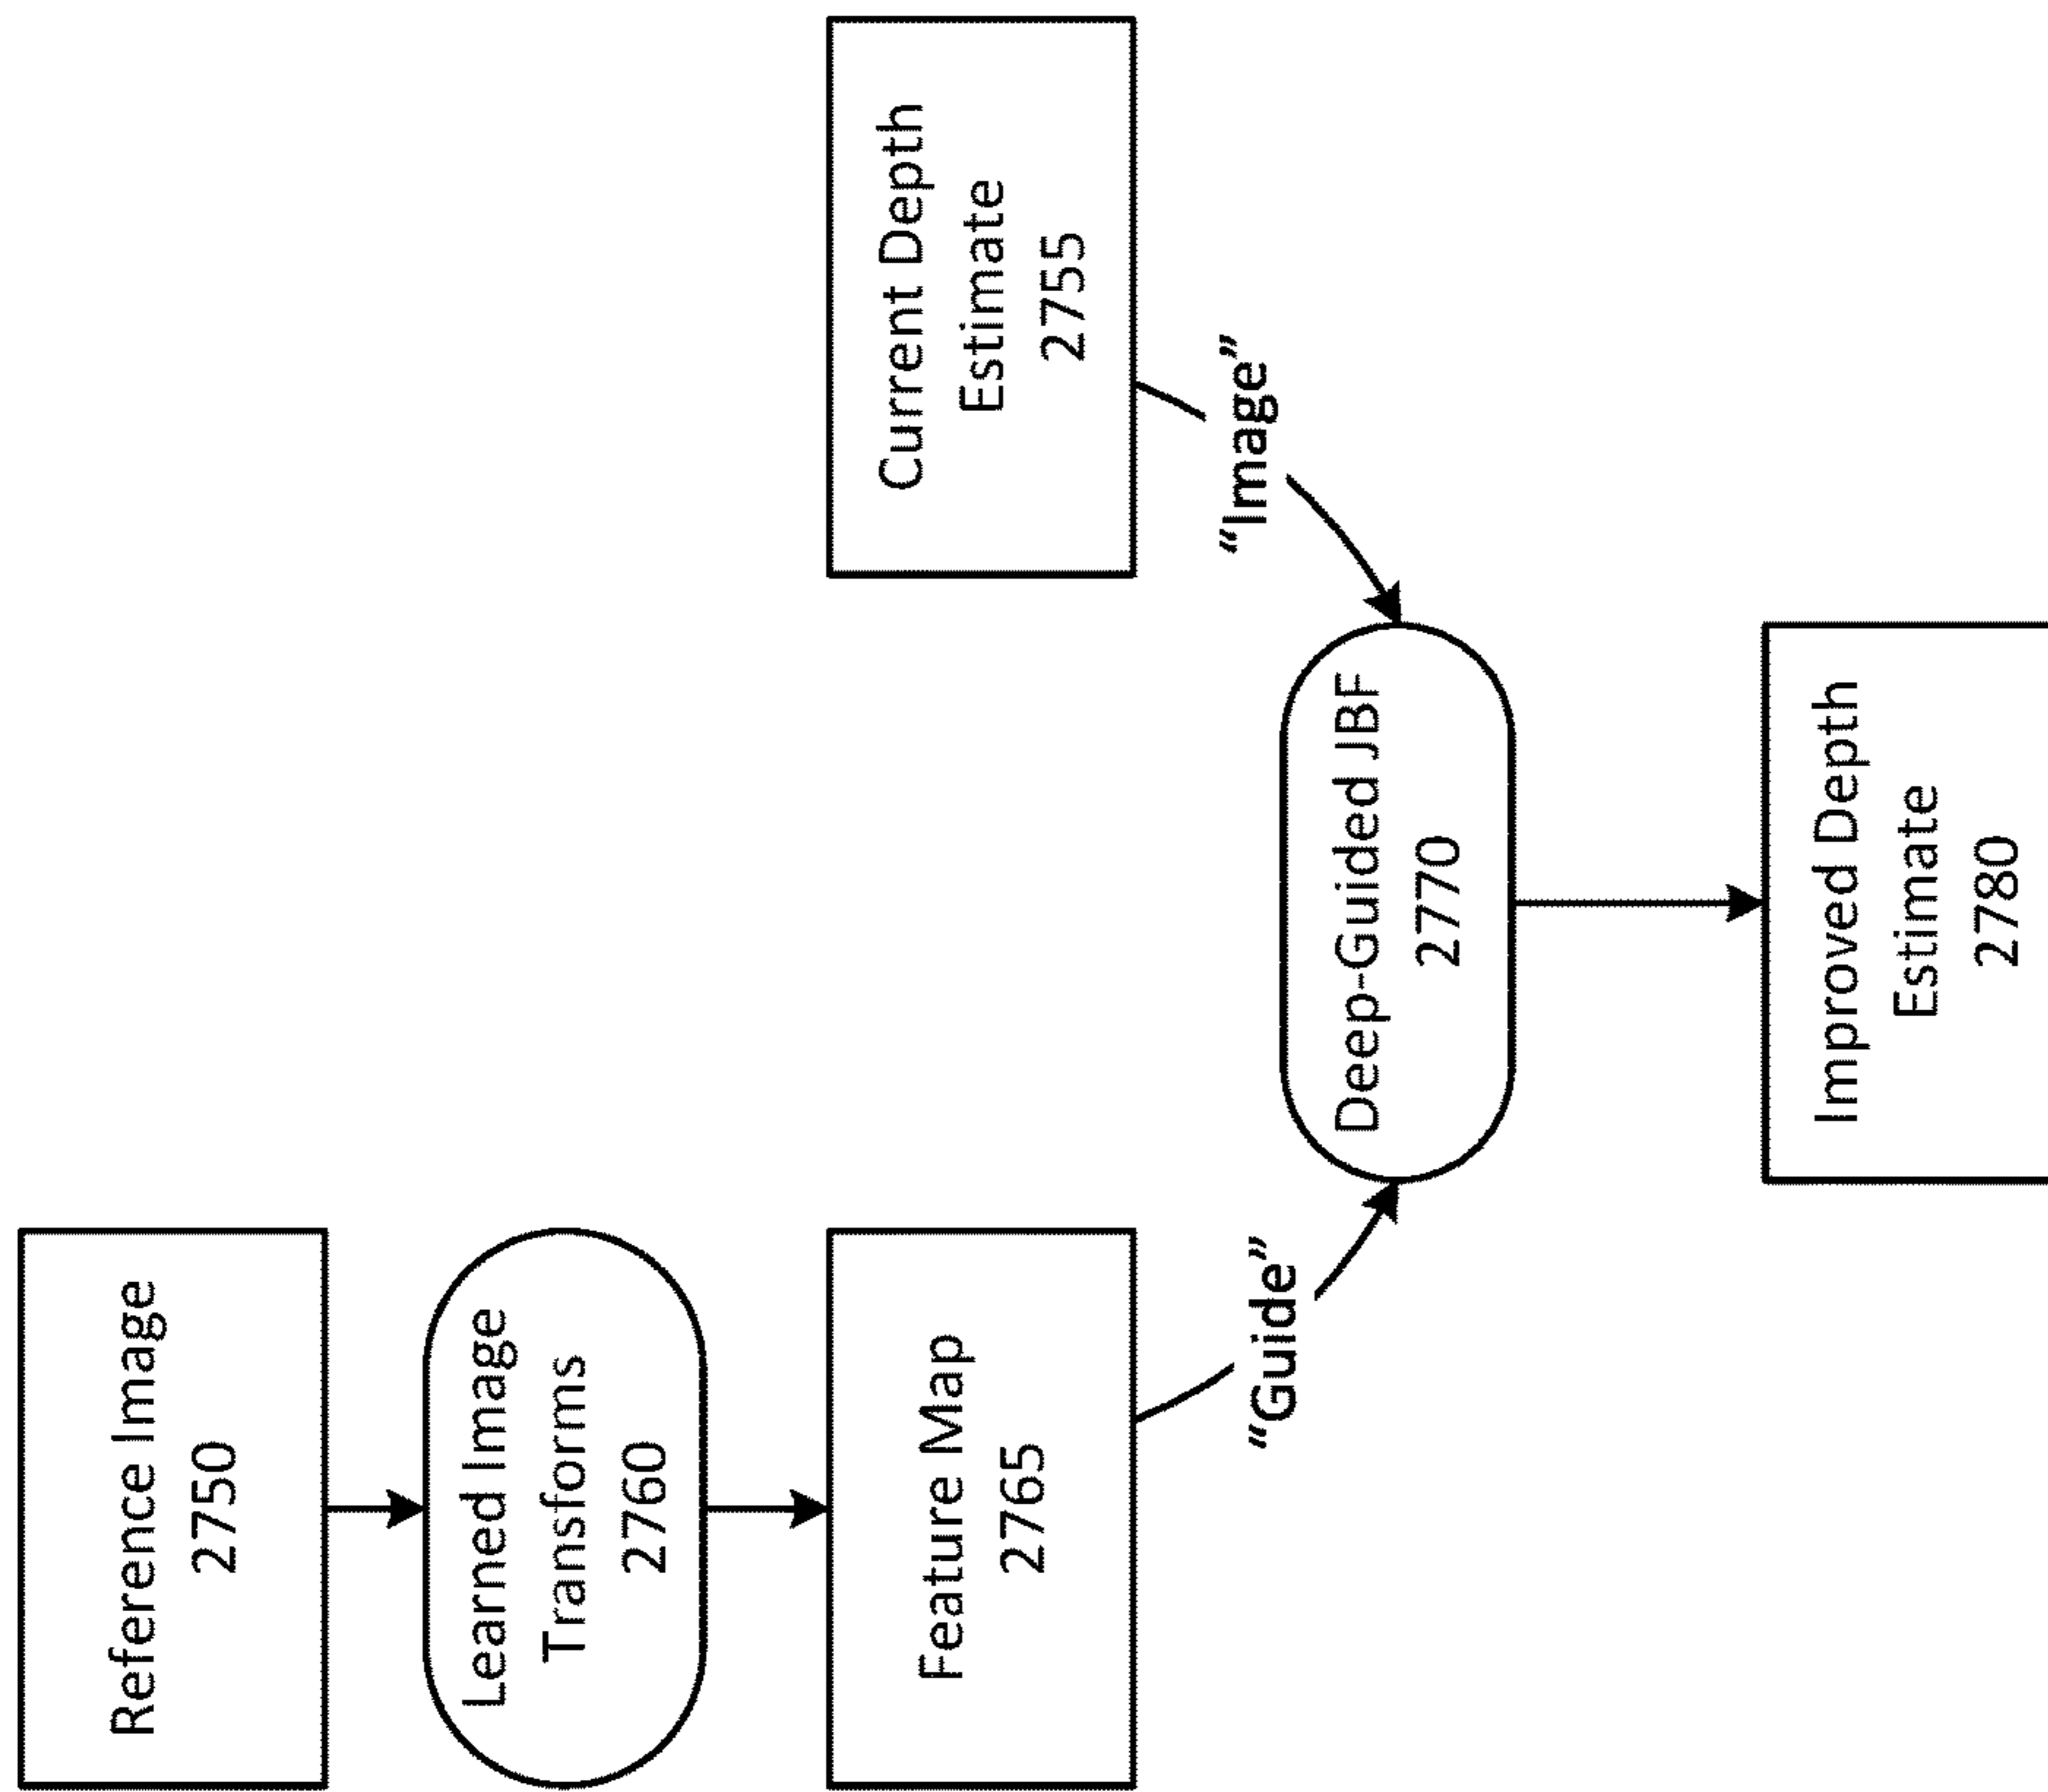 Reference Image
2750
Learned Image
Transforms
2760
Feature Map
2765
Current Depth
Estimate
2755
“Guide”
“Image”
Deep-Guided JBF
2770
Improved Depth
Estimate
2780